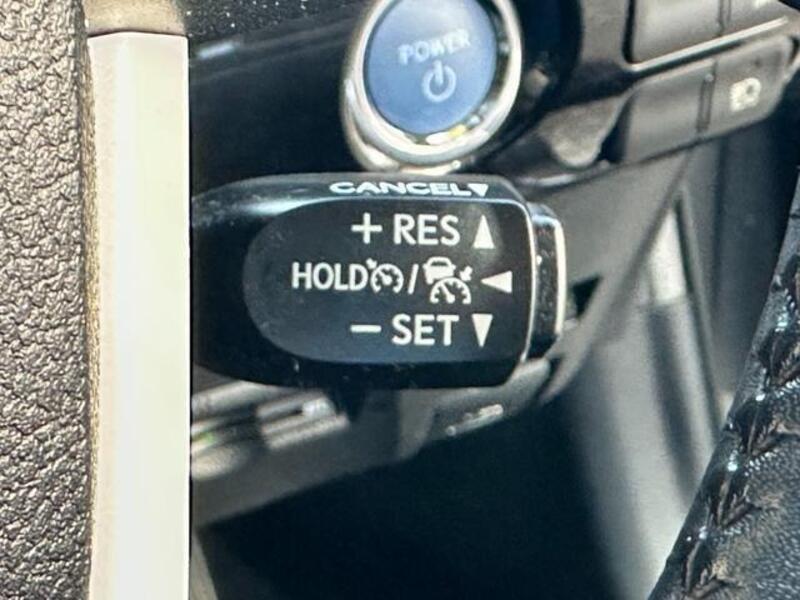 POWER
CANCEL▼
+ RES ▲
HOLD / ◀
− SET ▼